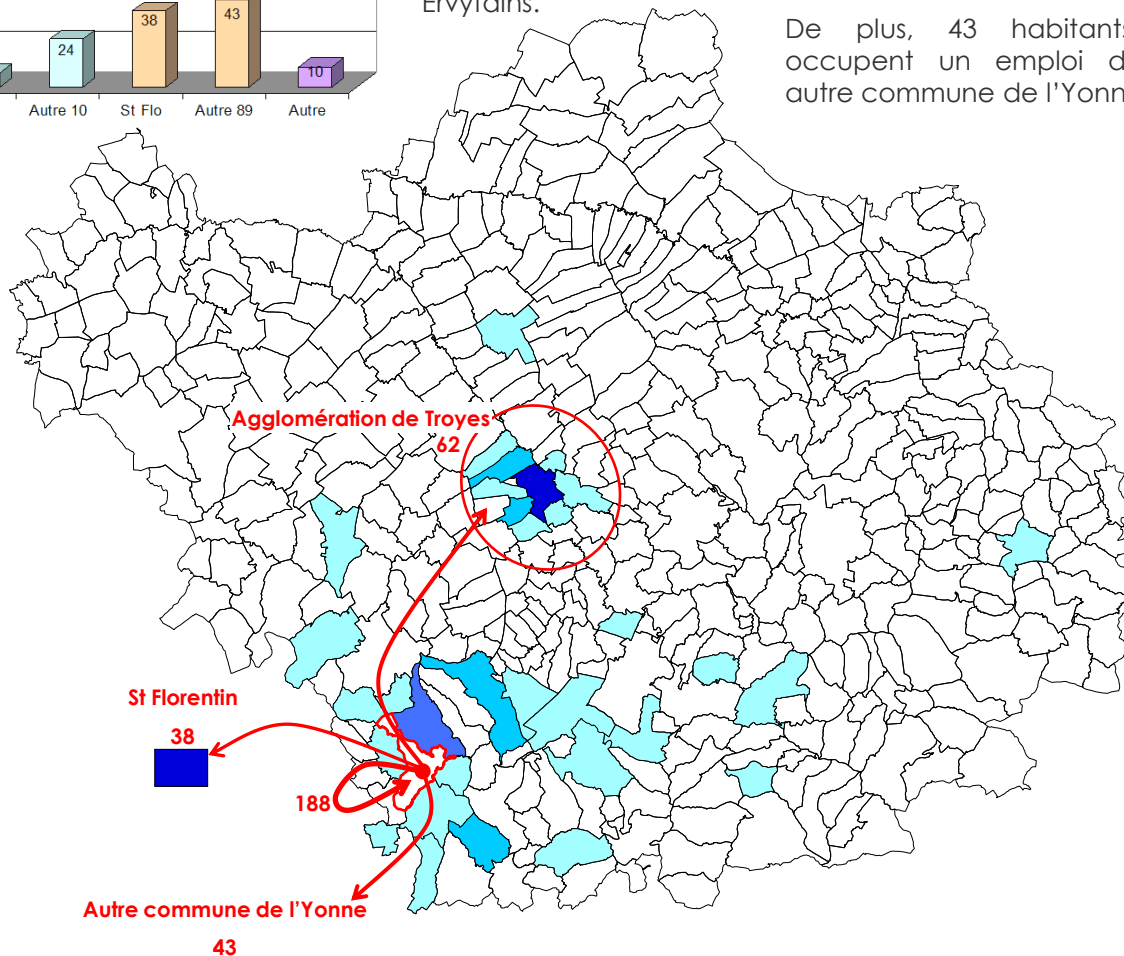 Ervytains.
De plus, 43 habitants
occupent un emploi d
autre commune de l'Yonn
38
43
24
10
Autre 10
St Flo
Autre 89
Autre
Agglomération de Troyes
62
St Florentin
38
188
Autre commune de l'Yonne
43